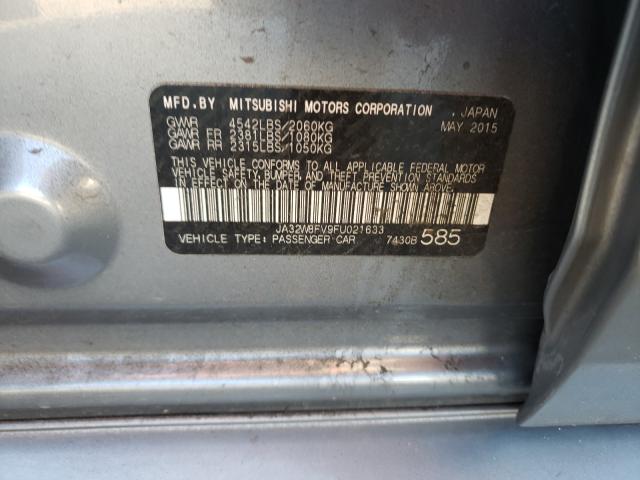 MFD.BY MITSUBISHI MOTORS CORPORATION, JAPAN
GVWR 4542LBS/2060KG MAY 2015
GAWR FR 2381LBS/1080KG
GAWR RR 2315LBS/1050KG
THIS VEHICLE CONFORMS TO ALL APPLICABLE FEDERAL MOTOR
VEHICLE SAFETY, BUMPER, AND THEFT PREVENTION STANDARDS
IN EFFECT ON THE DATE OF MANUFACTURE SHOWN ABOVE.
JA32W8FV9FU021633
VEHICLE TYPE: PASSENGER CAR 7430B 585